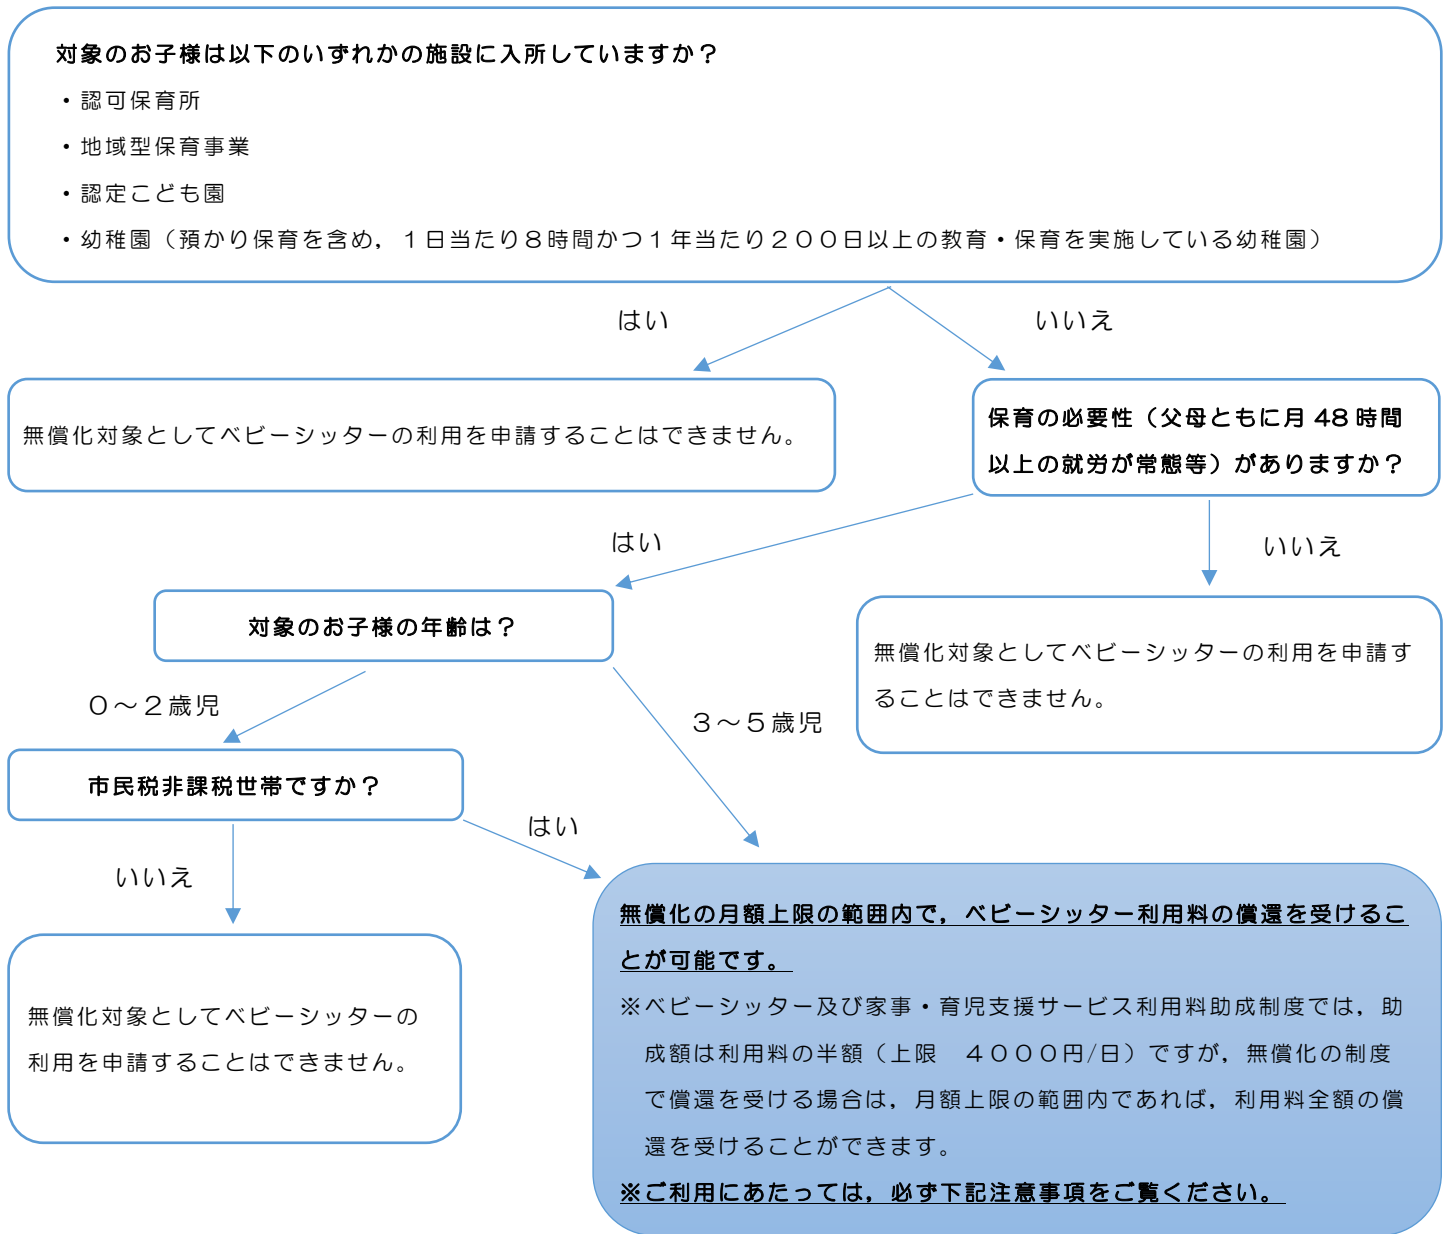 対象のお子様は以下のいずれかの施設に入所していますか？
・認可保育所
・地域型保育事業
・認定こども園
・幼稚園（預かり保育を含め，１日当たり８時間かつ１年当たり２００日以上の教育・保育を実施している幼稚園）
はい
いいえ
無償化対象としてベビーシッターの利用を申請することはできません。
保育の必要性（父母ともに月 48 時間
以上の就労が常態等）がありますか？
はい
いいえ
対象のお子様の年齢は？
無償化対象としてベビーシッターの利用を申請す
ることはできません。
０～２歳児
３～５歳児
市民税非課税世帯ですか？
はい
いいえ
無償化の月額上限の範囲内で，ベビーシッター利用料の償還を受けるこ
とが可能です。
※ベビーシッター及び家事・育児支援サービス利用料助成制度では，助
成額は利用料の半額（上限　４０００円/日）ですが，無償化の制度
で償還を受ける場合は，月額上限の範囲内であれば，利用料全額の償
還を受けることができます。
※ご利用にあたっては，必ず下記注意事項をご覧ください。
無償化対象としてベビーシッターの
利用を申請することはできません。